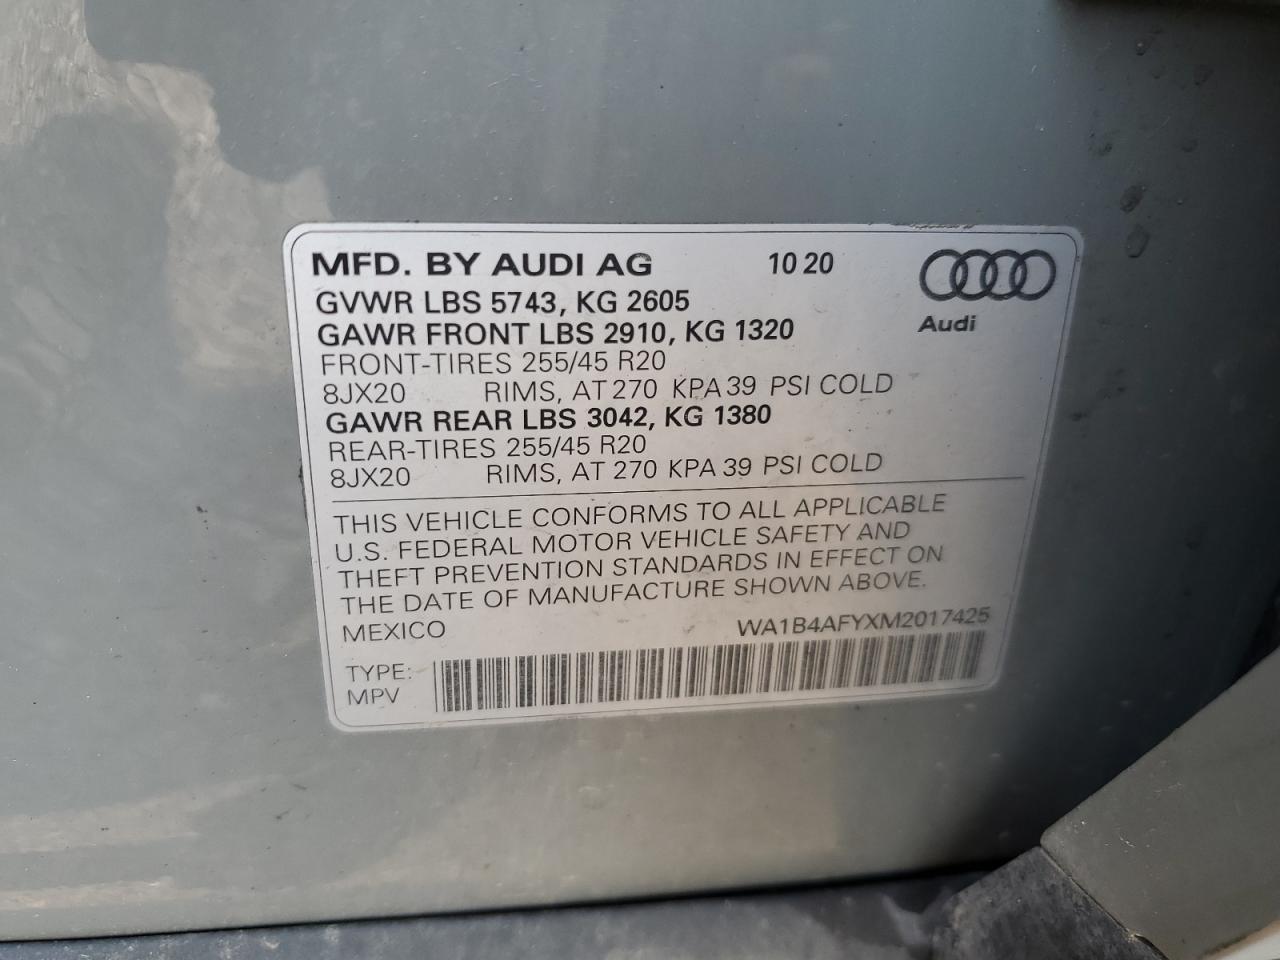 MFD. BY AUDI AG 10 20
Audi
GVWR LBS 5743, KG 2605
GAWR FRONT LBS 2910, KG 1320
FRONT-TIRES 255/45 R20
8JX20 RIMS, AT 270 KPA 39 PSI COLD
GAWR REAR LBS 3042, KG 1380
REAR-TIRES 255/45 R20
8JX20 RIMS, AT 270 KPA 39 PSI COLD
THIS VEHICLE CONFORMS TO ALL APPLICABLE
U.S. FEDERAL MOTOR VEHICLE SAFETY AND
THEFT PREVENTION STANDARDS IN EFFECT ON
THE DATE OF MANUFACTURE SHOWN ABOVE.
MEXICO WA1B4AFYXM2017425
TYPE:
MPV